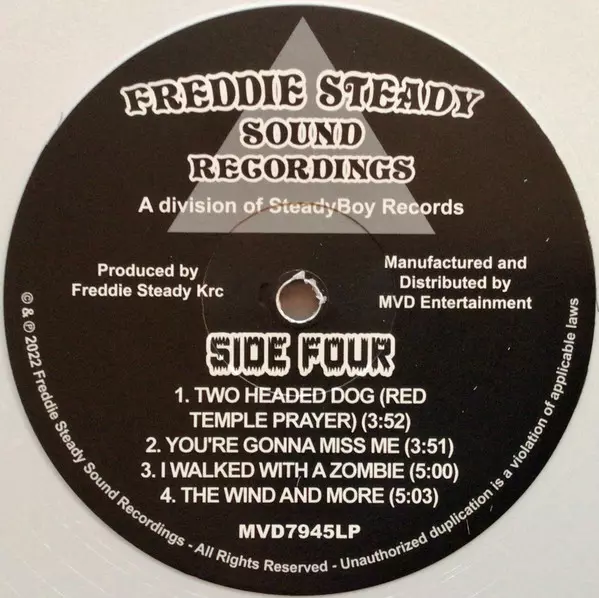 FREDDIE STEADY
SOUND
RECORDINGS
A division of SteadyBoy Records
Produced by
Freddie Steady Krc
Manufactured and
Distributed by
MVD Entertainment
SIDE FOUR
1. TWO HEADED DOG (RED
TEMPLE PRAYER) (3:52)
2. YOU'RE GONNA MISS ME (3:51)
3. I WALKED WITH A ZOMBIE (5:00)
4. THE WIND AND MORE (5:03)
MVD7945LP
© & ℗ 2022 Freddie Steady Sound Recordings - All Rights Reserved - Unauthorized duplication is a violation of applicable laws